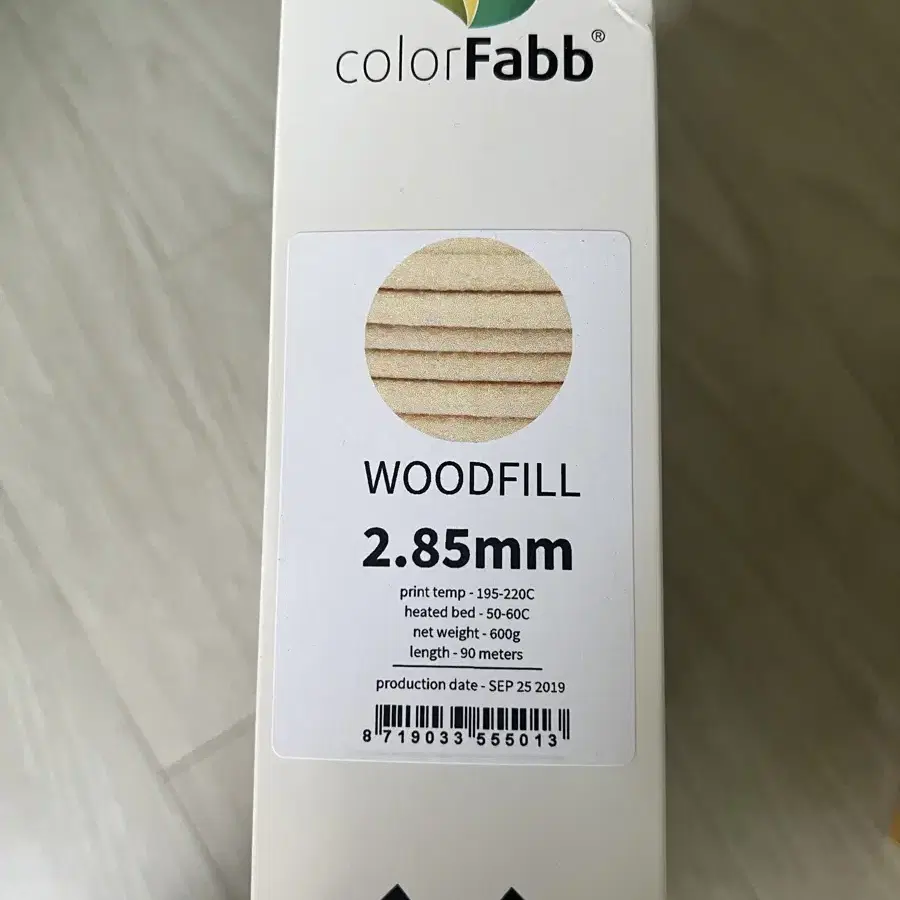 colorFabb®
WOODFILL
2.85mm
print temp - 195-220C
heated bed - 50-60C
net weight - 600g
length - 90 meters
production date - SEP 25 2019
8 719033 555013